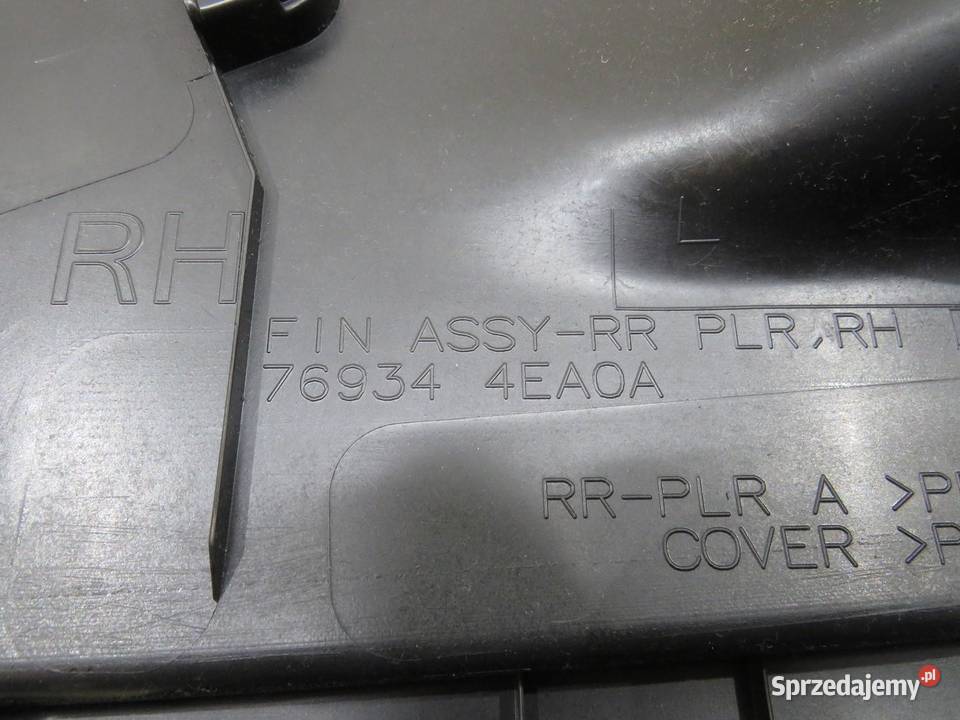 RH
L
FIN ASSY-RR PLR,RH
76934 4EA0A
RR-PLR A
COVER
Sprzedajemy.pl